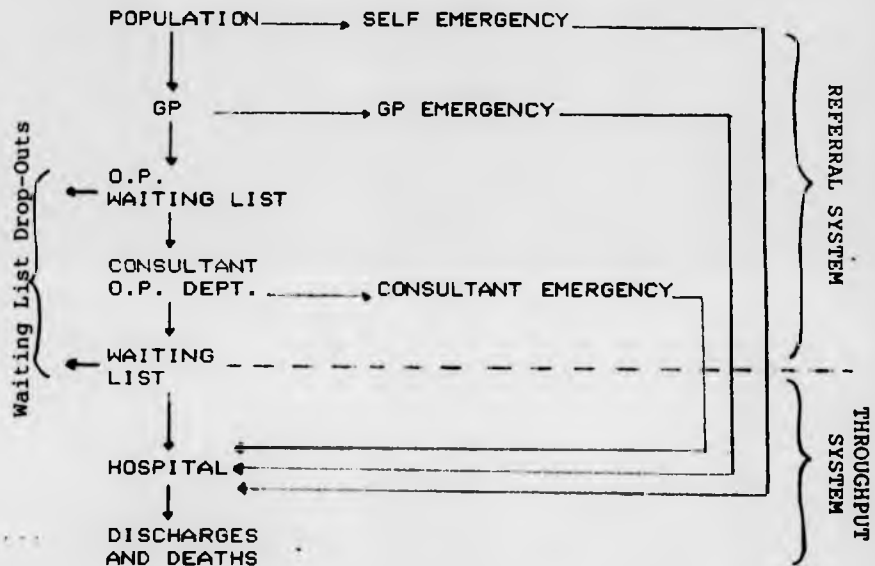 POPULATION
SELF EMERGENCY
GP
GP EMERGENCY
O.P.
WAITING LIST
CONSULTANT
O.P. DEPT.
CONSULTANT EMERGENCY
WAITING
LIST
HOSPITAL
DISCHARGES
AND DEATHS
Waiting List Drop-Outs
REFERRAL SYSTEM
THROUGHPUT
SYSTEM